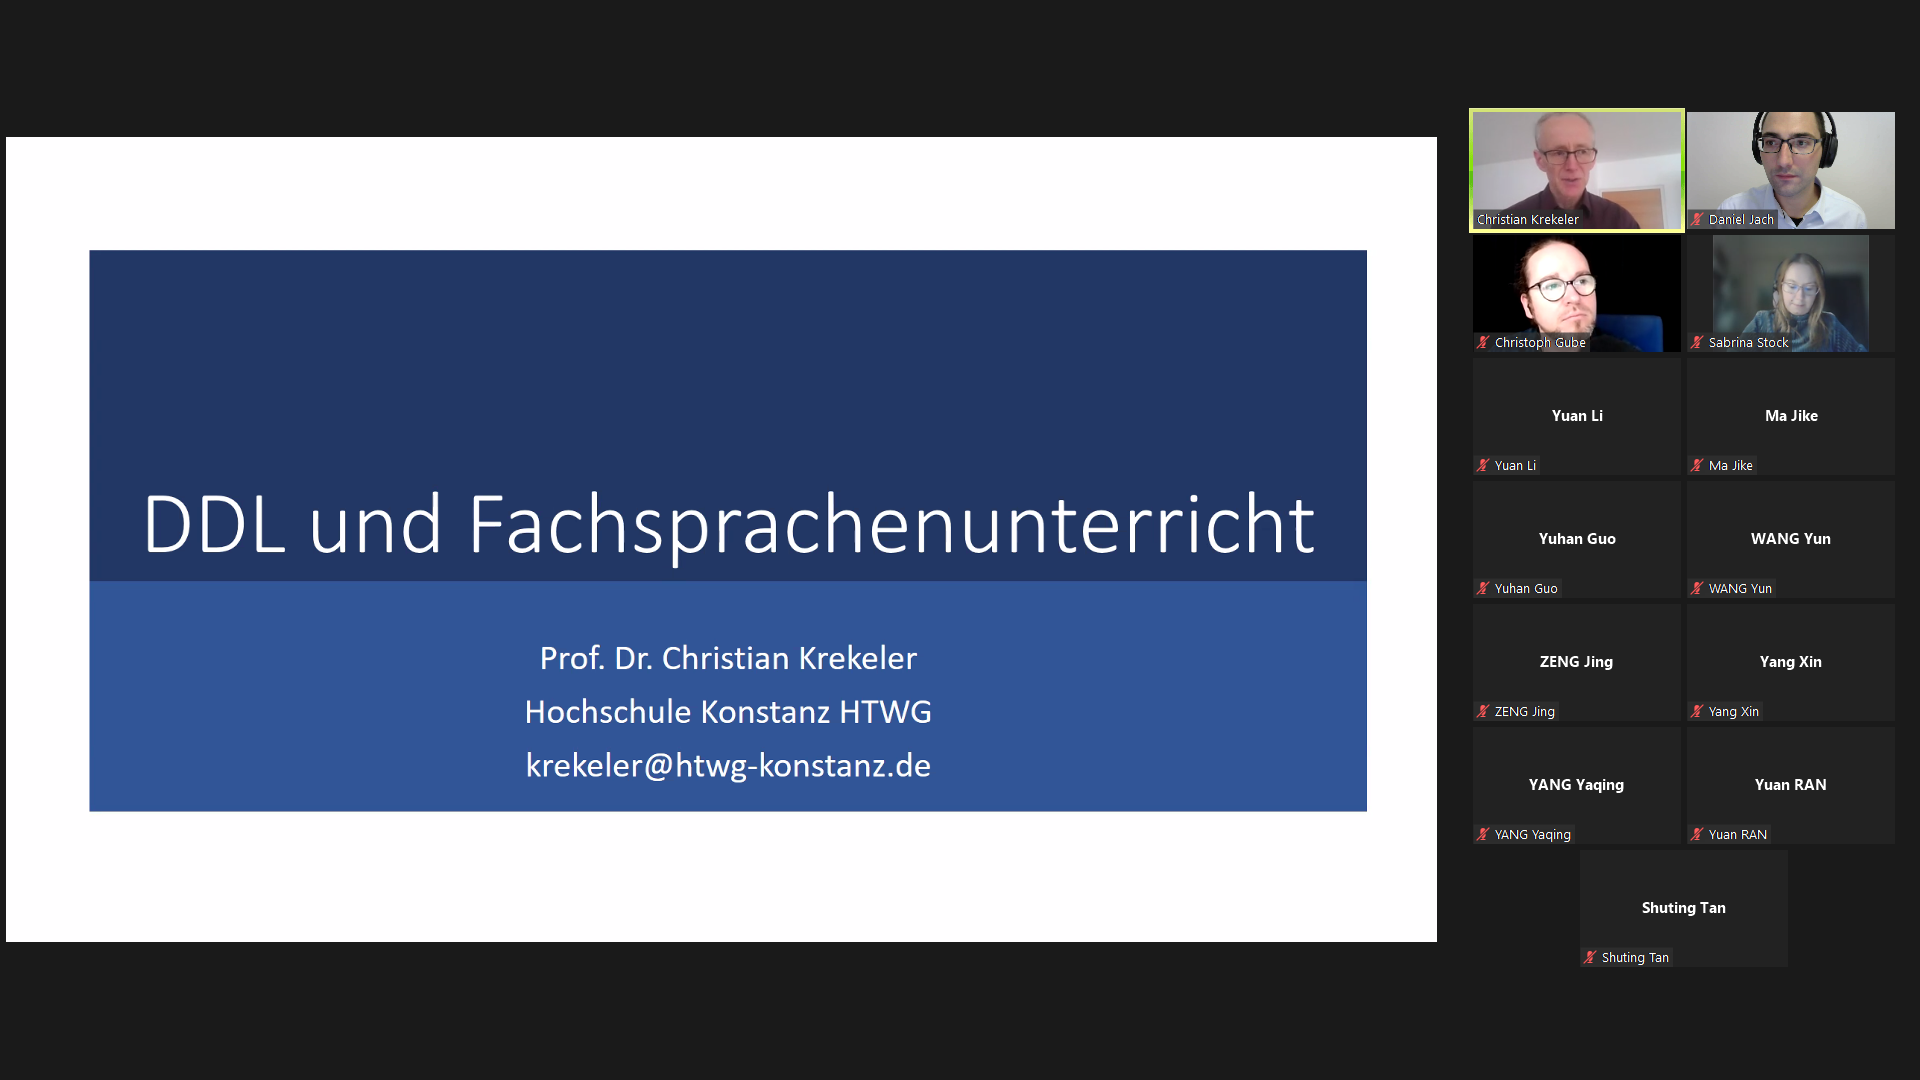 DDL und Fachsprachenunterricht
Prof. Dr. Christian Krekeler
Hochschule Konstanz HTWG
krekeler@htwg-konstanz.de
Christian Krekeler
Daniel Jach
Christoph Gube
Sabrina Stock
Yuan Li
Yuan Li
Ma Jike
Ma Jike
Yuhan Guo
Yuhan Guo
WANG Yun
WANG Yun
ZENG Jing
ZENG Jing
Yang Xin
Yang Xin
YANG Yaqing
YANG Yaqing
Yuan RAN
Yuan RAN
Shuting Tan
Shuting Tan